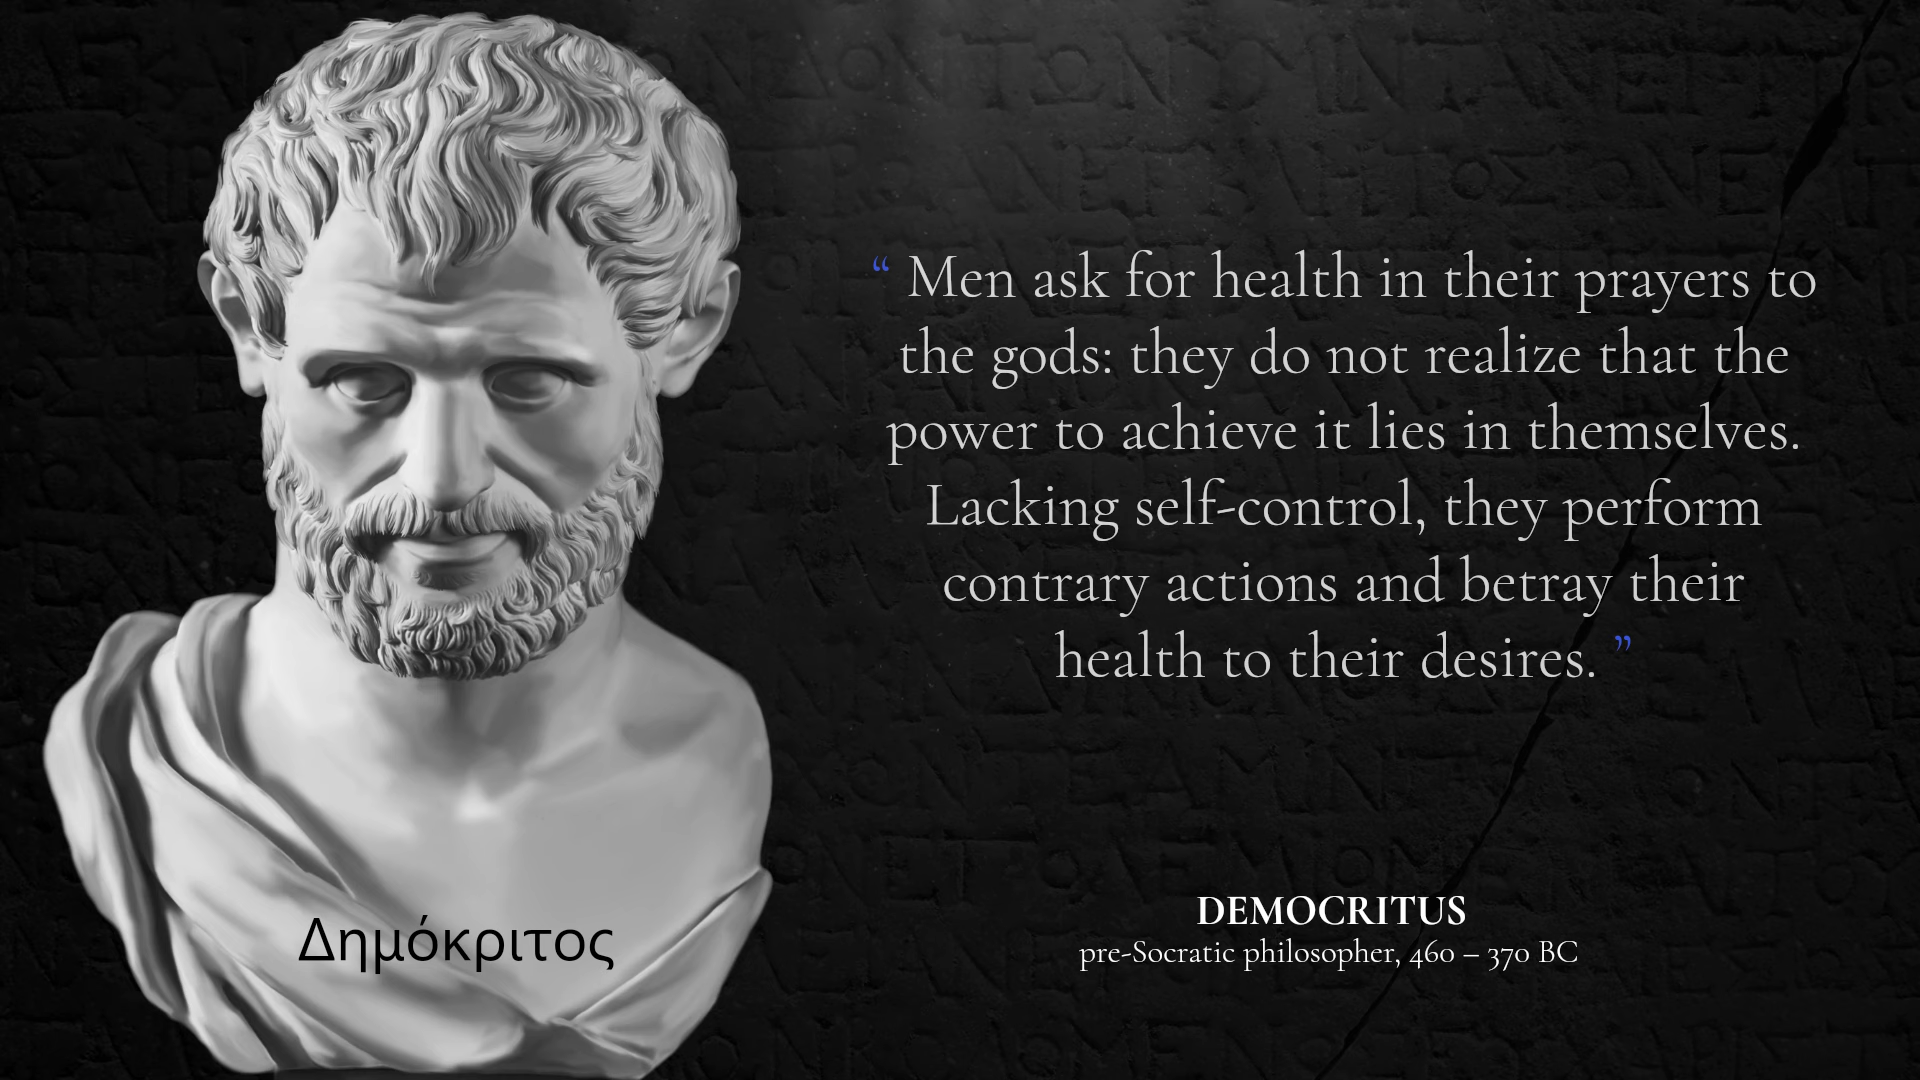 “ Men ask for health in their prayers to
the gods: they do not realize that the
power to achieve it lies in themselves.
Lacking self-control, they perform
contrary actions and betray their
health to their desires. ”
Δημόκριτος
DEMOCRITUS
pre-Socratic philosopher, 460 – 370 BC